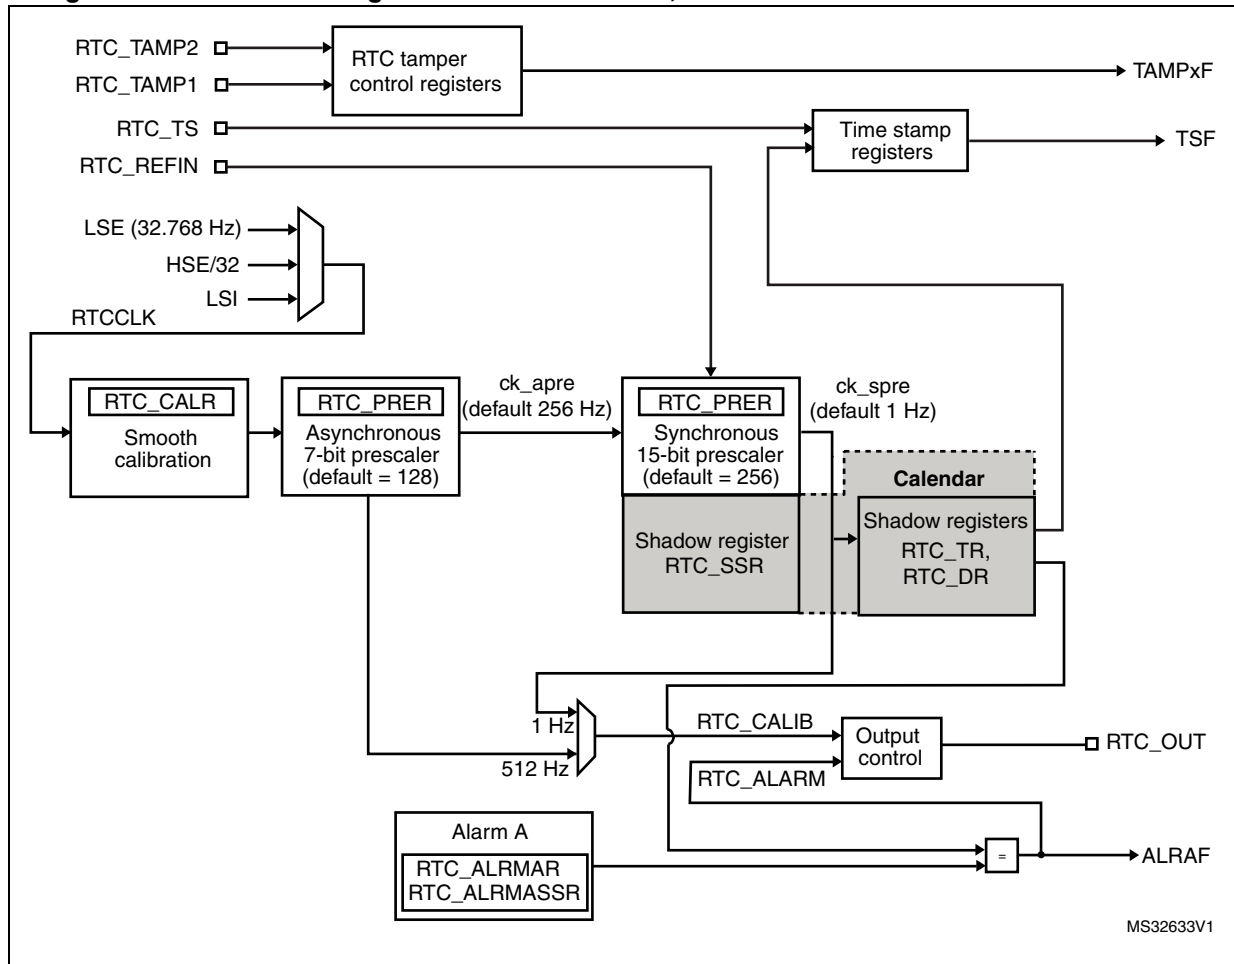 RTC_TAMP2
RTC_TAMP1
RTC tamper
control registers
TAMPxF
RTC_TS
Time stamp
registers
TSF
RTC_REFIN
LSE (32.768 Hz)
HSE/32
LSI
RTCCLK
RTC_CALR
Smooth
calibration
RTC_PRER
Asynchronous
7-bit prescaler
(default = 128)
ck_apre
(default 256 Hz)
RTC_PRER
Synchronous
15-bit prescaler
(default = 256)
ck_spre
(default 1 Hz)
Calendar
Shadow register
RTC_SSR
Shadow registers
RTC_TR,
RTC_DR
1 Hz
512 Hz
RTC_CALIB
RTC_ALARM
Output
control
RTC_OUT
Alarm A
RTC_ALRMAR
RTC_ALRMASSR
=
ALRAF
MS32633V1